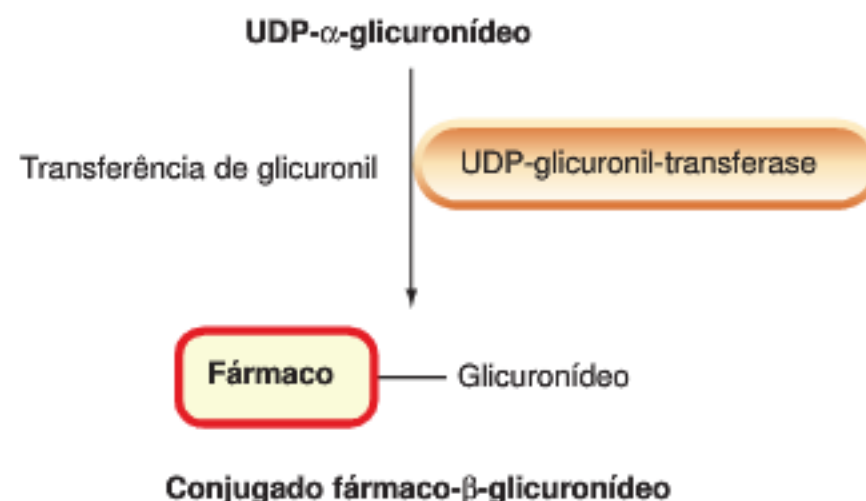 UDP-α-glicuronídeo
Transferência de glicuronil
UDP-glicuronil-transferase
Fármaco
Glicuronídeo
Conjugado fármaco-β-glicuronídeo